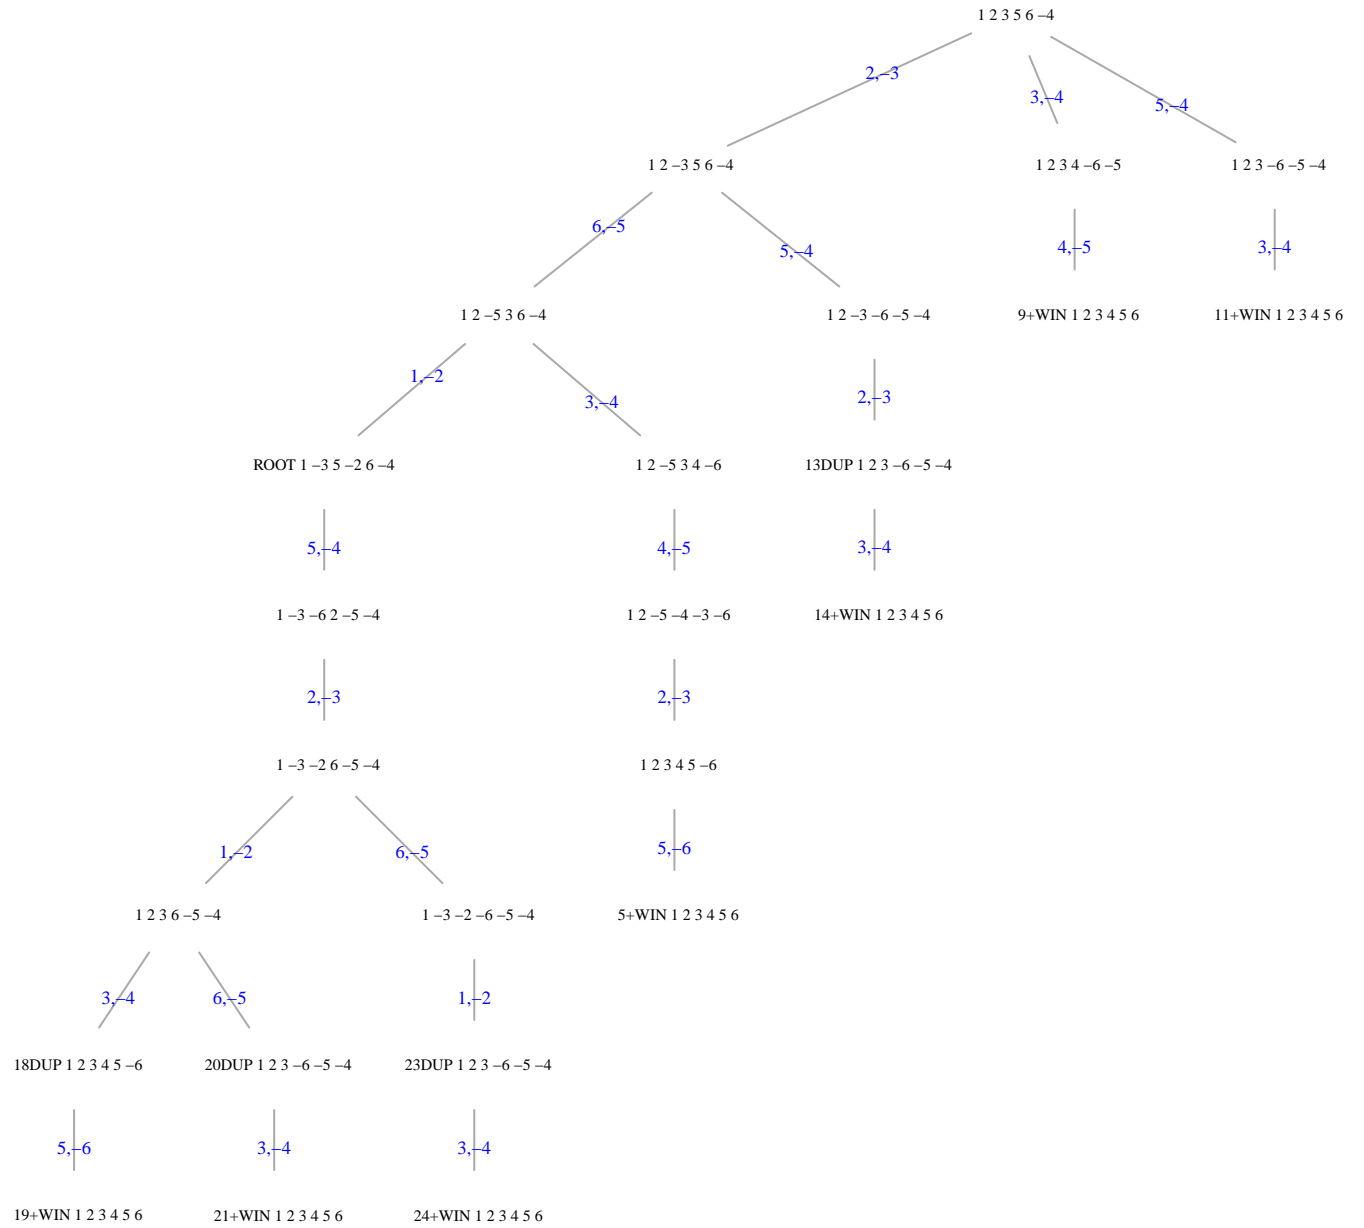 1 2 3 5 6 −4
2,−3
3,−4
5,−4
1 2 −3 5 6 −4
1 2 3 4 −6 −5
1 2 3 −6 −5 −4
6,−5
5,−4
4,−5
3,−4
1 2 −5 3 6 −4
1 2 −3 −6 −5 −4
9+WIN 1 2 3 4 5 6
11+WIN 1 2 3 4 5 6
1,−2
3,−4
2,−3
ROOT 1 −3 5 −2 6 −4
1 2 −5 3 4 −6
13DUP 1 2 3 −6 −5 −4
5,−4
4,−5
3,−4
1 −3 −6 2 −5 −4
1 2 −5 −4 −3 −6
14+WIN 1 2 3 4 5 6
2,−3
2,−3
1 −3 −2 6 −5 −4
1 2 3 4 5 −6
1,−2
6,−5
5,−6
1 2 3 6 −5 −4
1 −3 −2 −6 −5 −4
5+WIN 1 2 3 4 5 6
3,−4
6,−5
1,−2
18DUP 1 2 3 4 5 −6
20DUP 1 2 3 −6 −5 −4
23DUP 1 2 3 −6 −5 −4
5,−6
3,−4
3,−4
19+WIN 1 2 3 4 5 6
21+WIN 1 2 3 4 5 6
24+WIN 1 2 3 4 5 6